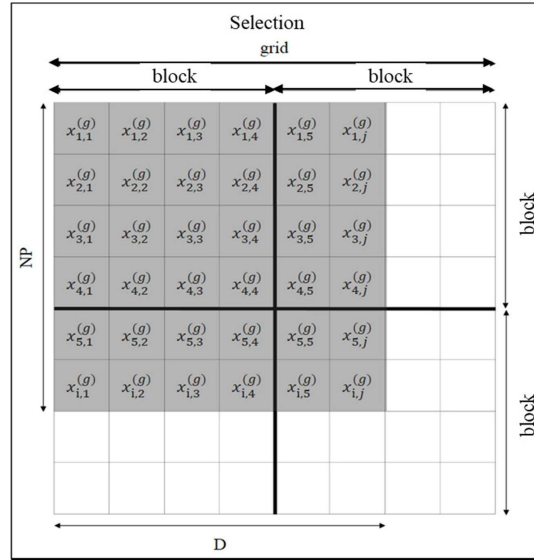 Selection
grid
block block
$x_{1,1}^{(g)}$ $x_{1,2}^{(g)}$ $x_{1,3}^{(g)}$ $x_{1,4}^{(g)}$ $x_{1,5}^{(g)}$ $x_{1,j}^{(g)}$
$x_{2,1}^{(g)}$ $x_{2,2}^{(g)}$ $x_{2,3}^{(g)}$ $x_{2,4}^{(g)}$ $x_{2,5}^{(g)}$ $x_{2,j}^{(g)}$
block
$x_{3,1}^{(g)}$ $x_{3,2}^{(g)}$ $x_{3,3}^{(g)}$ $x_{3,4}^{(g)}$ $x_{3,5}^{(g)}$ $x_{3,j}^{(g)}$
NP
$x_{4,1}^{(g)}$ $x_{4,2}^{(g)}$ $x_{4,3}^{(g)}$ $x_{4,4}^{(g)}$ $x_{4,5}^{(g)}$ $x_{4,j}^{(g)}$
$x_{5,1}^{(g)}$ $x_{5,2}^{(g)}$ $x_{5,3}^{(g)}$ $x_{5,4}^{(g)}$ $x_{5,5}^{(g)}$ $x_{5,j}^{(g)}$
$x_{i,1}^{(g)}$ $x_{i,2}^{(g)}$ $x_{i,3}^{(g)}$ $x_{i,4}^{(g)}$ $x_{i,5}^{(g)}$ $x_{i,j}^{(g)}$
block
D